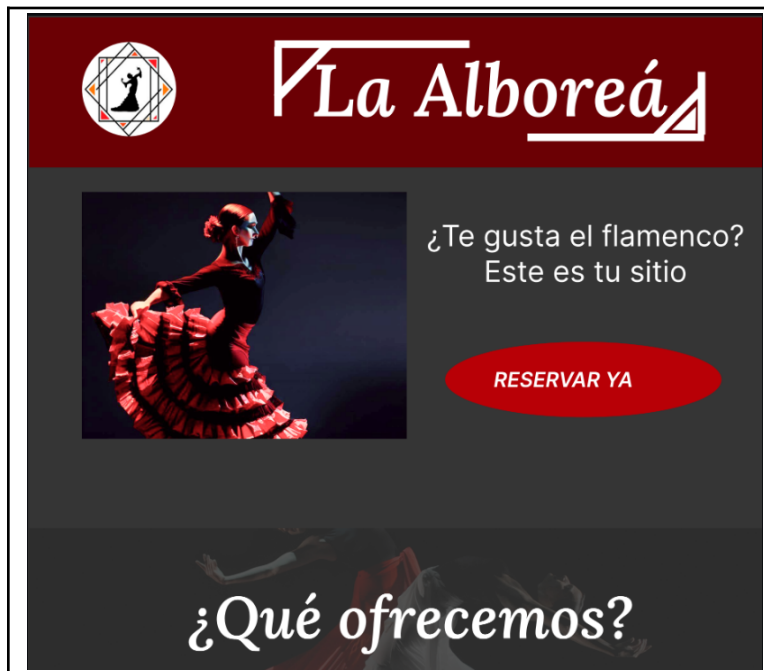 La Alboreá
¿Te gusta el flamenco?
Este es tu sitio
RESERVAR YA
¿Qué ofrecemos?